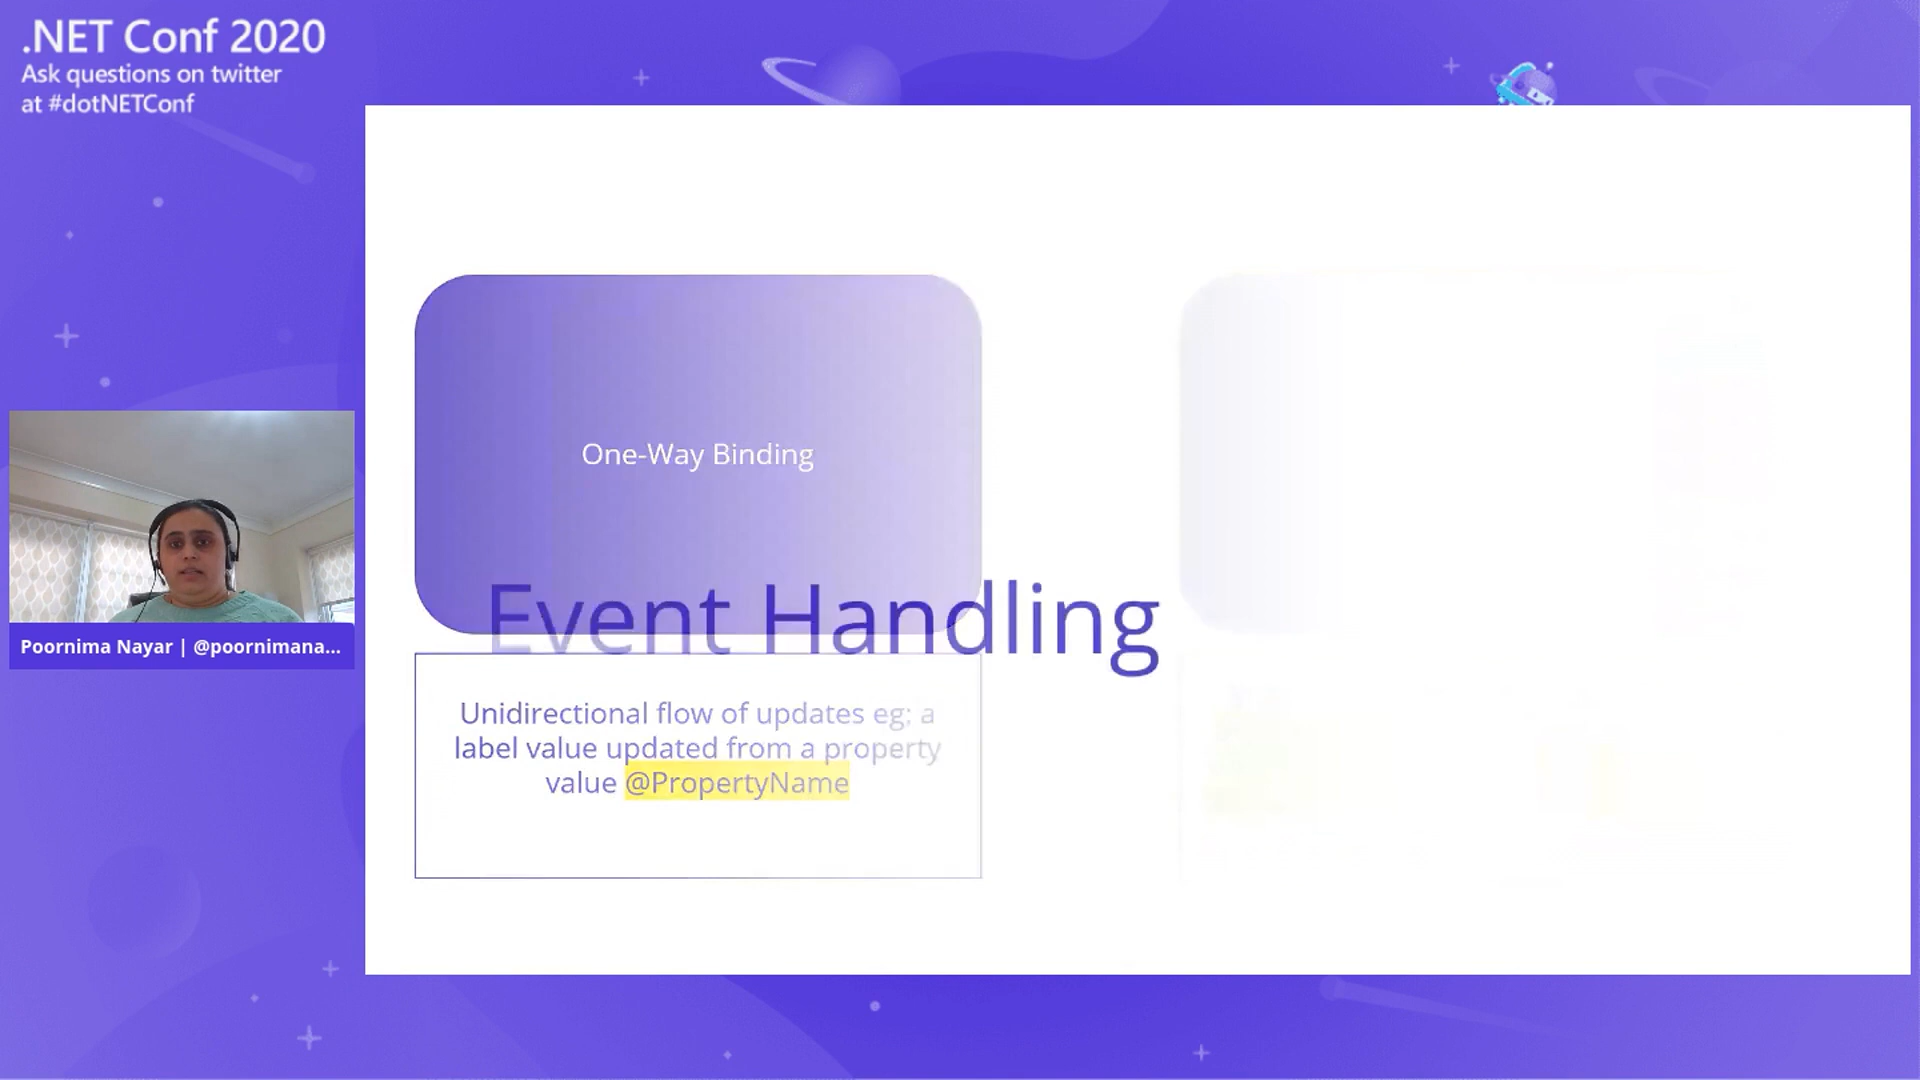 .NET Conf 2020
Ask questions on twitter
at #dotNETConf
One-Way Binding
Event Handling
Unidirectional flow of updates eg; a
label value updated from a property
value @PropertyName
Poornima Nayar | @poornimana...